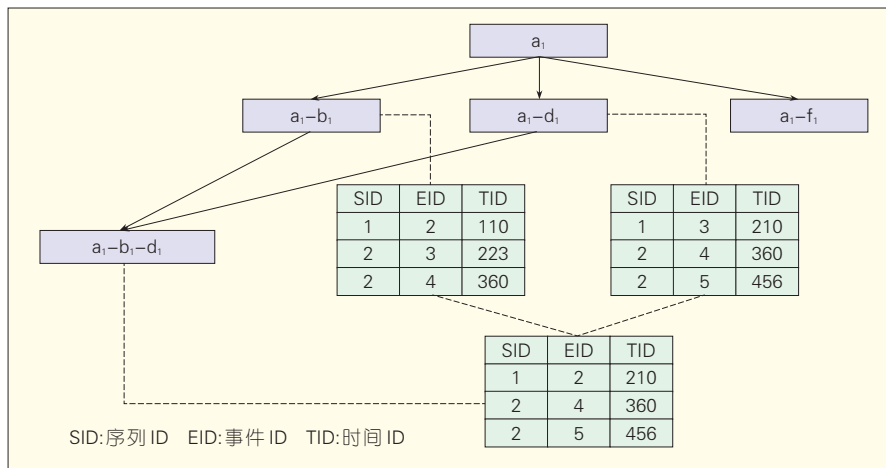 a₁
a₁–b₁
a₁–d₁
a₁–f₁
a₁–b₁–d₁
SID EID TID
1 2 110
2 3 223
2 4 360
SID EID TID
1 3 210
2 4 360
2 5 456
SID EID TID
1 2 210
2 4 360
2 5 456
SID:序列 ID EID:事件 ID TID:时间 ID